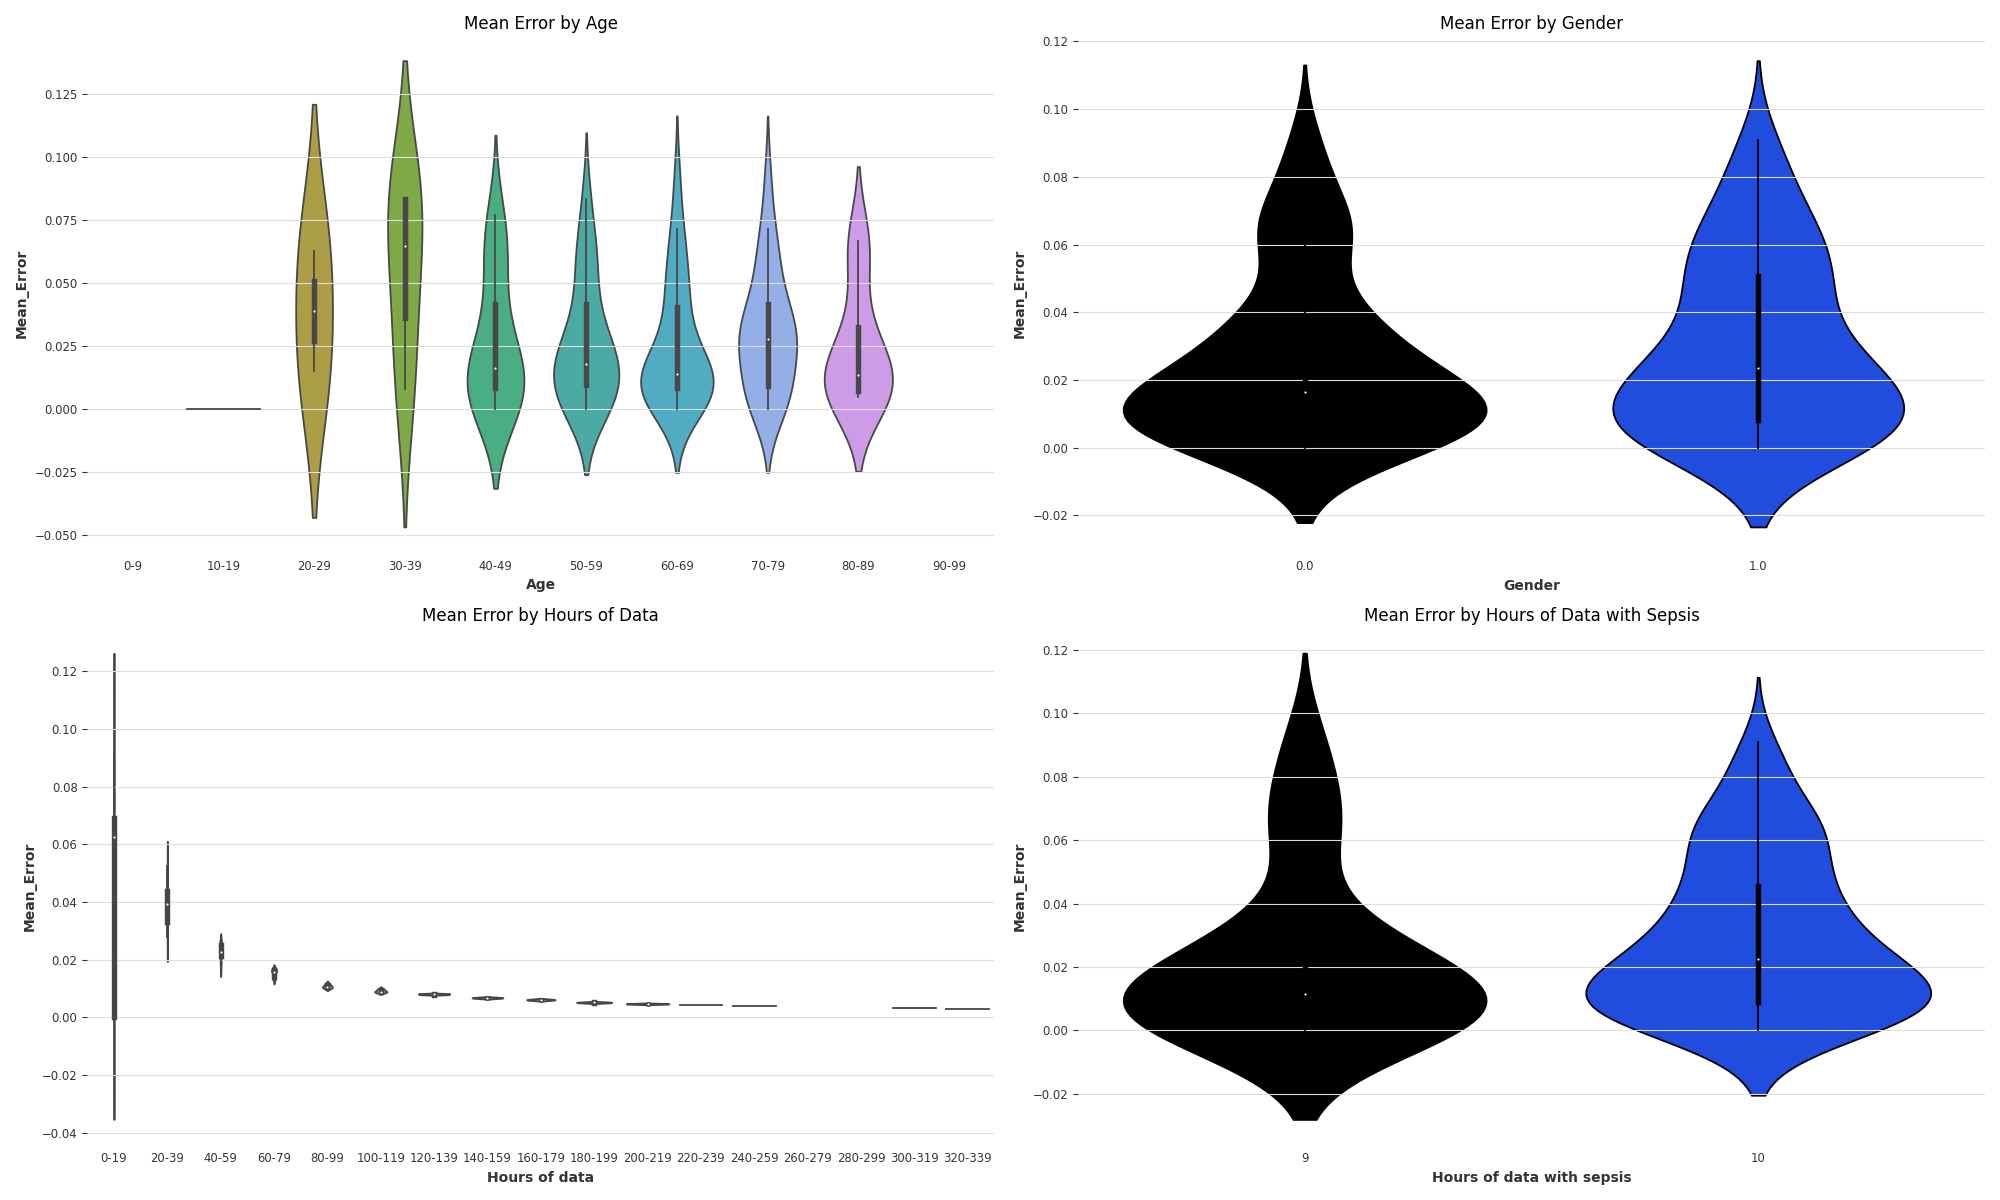 Mean Error by Age
Mean_Error
0.125
0.100
0.075
0.050
0.025
0.000
−0.025
−0.050
0-9 10-19 20-29 30-39 40-49 50-59 60-69 70-79 80-89 90-99
Age
Mean Error by Gender
Mean_Error
0.12
0.10
0.08
0.06
0.04
0.02
0.00
−0.02
0.0 1.0
Gender
Mean Error by Hours of Data
Mean_Error
0.12
0.10
0.08
0.06
0.04
0.02
0.00
−0.02
−0.04
0-19 20-39 40-59 60-79 80-99 100-119 120-139 140-159 160-179 180-199 200-219 220-239 240-259 260-279 280-299 300-319 320-339
Hours of data
Mean Error by Hours of Data with Sepsis
Mean_Error
0.12
0.10
0.08
0.06
0.04
0.02
0.00
−0.02
9 10
Hours of data with sepsis